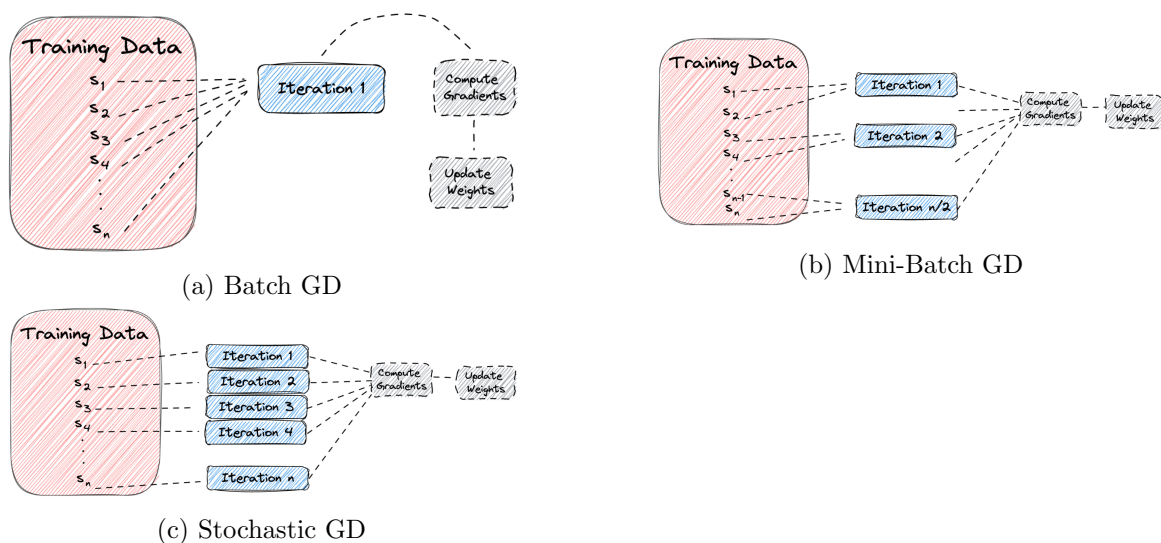 Training Data
s1
s2
s3
s4
.
.
.
sn
Iteration 1
Compute
Gradients
Update
Weights
(a) Batch GD
Training Data
s1
s2
s3
s4
.
.
.
sn-1
sn
Iteration 1
Iteration 2
Iteration n/2
Compute
Gradients
Update
Weights
(b) Mini-Batch GD
Training Data
s1
s2
s3
s4
.
.
.
sn
Iteration 1
Iteration 2
Iteration 3
Iteration 4
Iteration n
Compute
Gradients
Update
Weights
(c) Stochastic GD